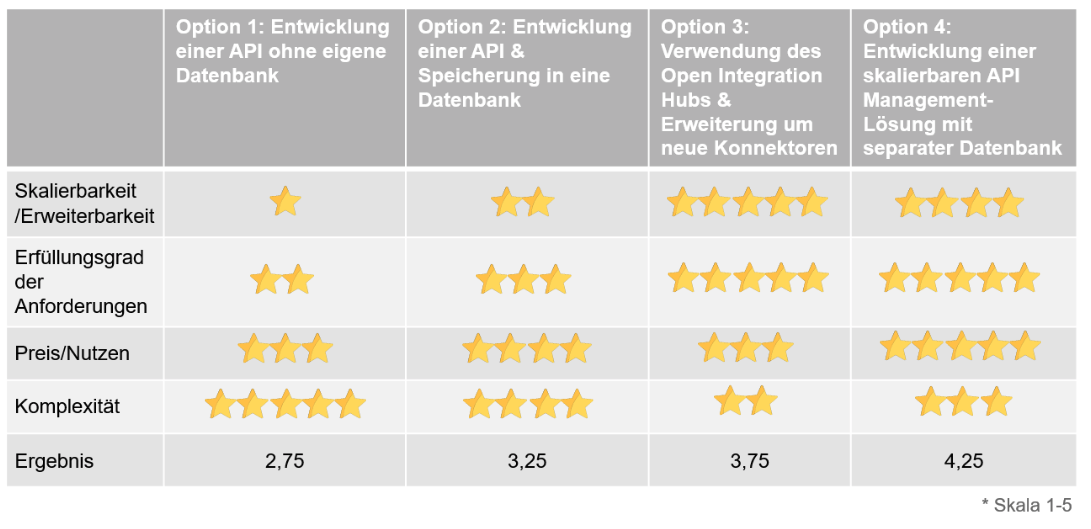 Option 1: Entwicklung
einer API ohne eigene
Datenbank
Option 2: Entwicklung
einer API &
Speicherung in eine
Datenbank
Option 3:
Verwendung des
Open Integration
Hubs &
Erweiterung um
neue Konnektoren
Option 4:
Entwicklung einer
skalierbaren API
Management-
Lösung mit
separater Datenbank
Skalierbarkeit
/Erweiterbarkeit
Erfüllungsgrad
der
Anforderungen
Preis/Nutzen
Komplexität
Ergebnis
2,75
3,25
3,75
4,25
* Skala 1-5